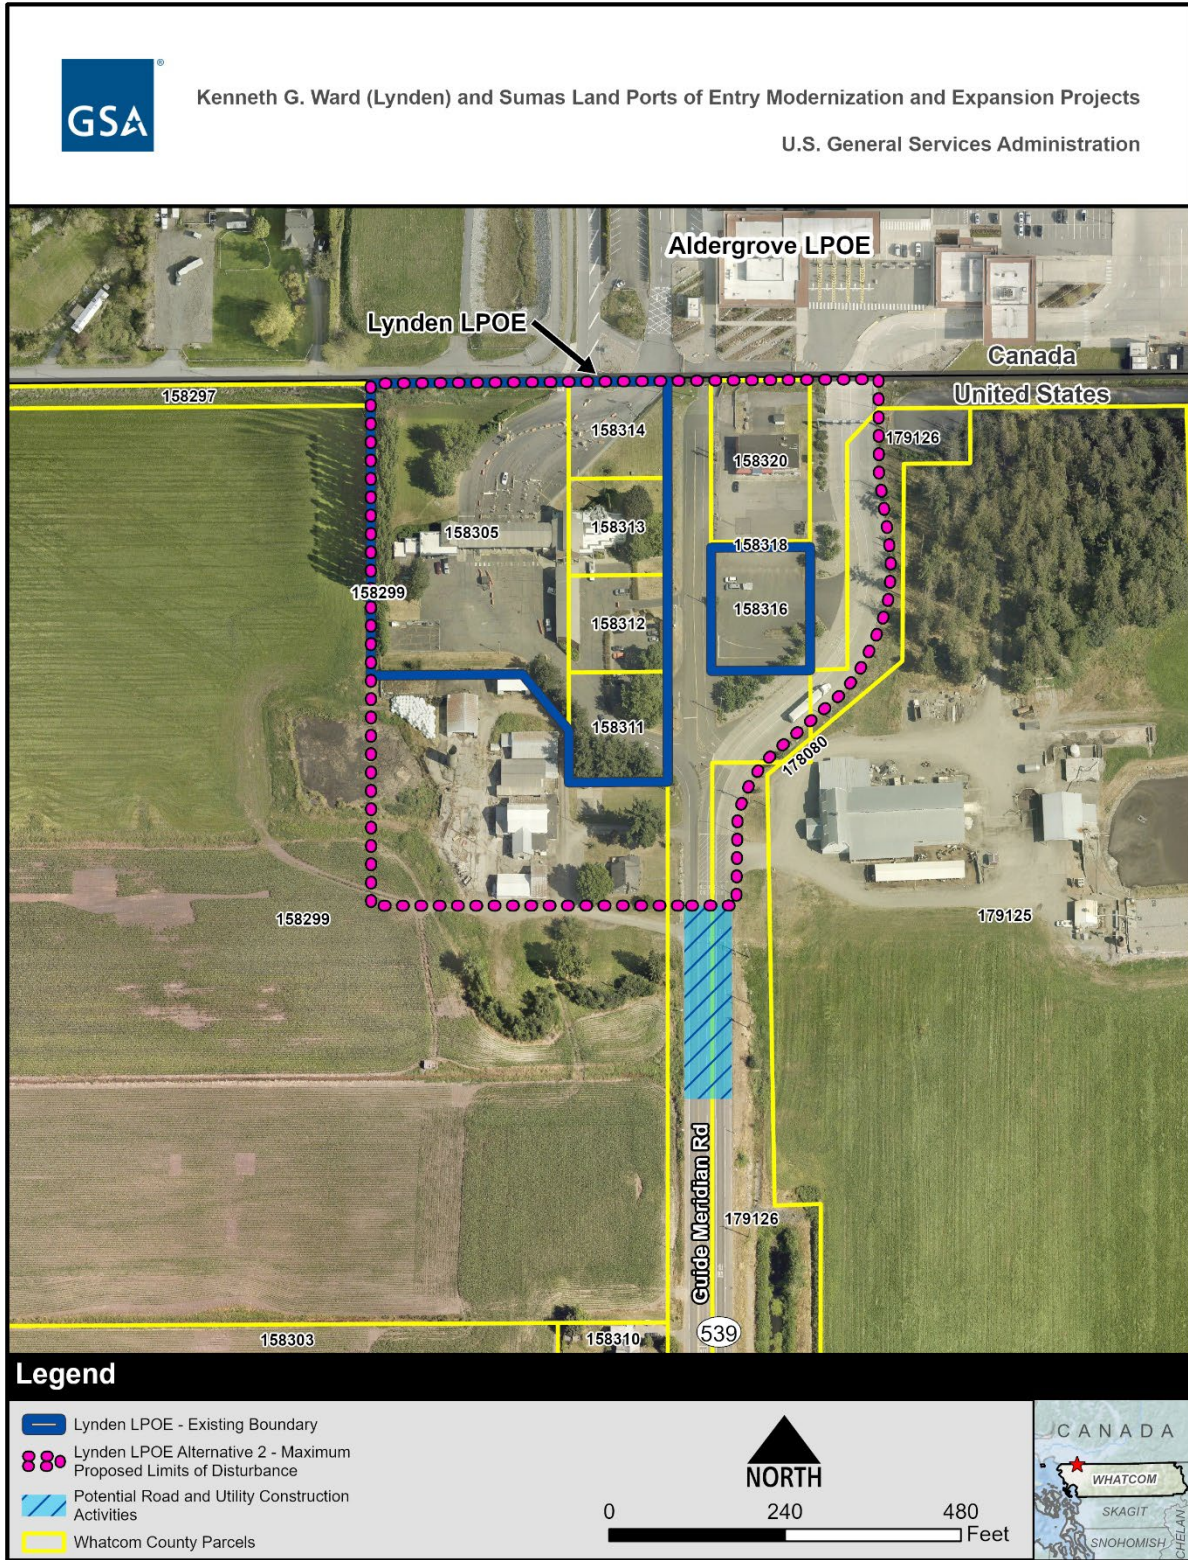 GSA
®
Kenneth G. Ward (Lynden) and Sumas Land Ports of Entry Modernization and Expansion Projects
U.S. General Services Administration
Aldergrove LPOE
Lynden LPOE
Canada
United States
158297
158314
179126
158320
158313
158305
158318
158299
158316
158312
158311
178080
158299
179125
Guide Meridian Rd
179126
539
158303
158310
Legend
Lynden LPOE - Existing Boundary
Lynden LPOE Alternative 2 - Maximum
Proposed Limits of Disturbance
Potential Road and Utility Construction
Activities
Whatcom County Parcels
NORTH
0 240 480
Feet
CANADA
WHATCOM
SKAGIT
SNOHOMISH
CHELAN